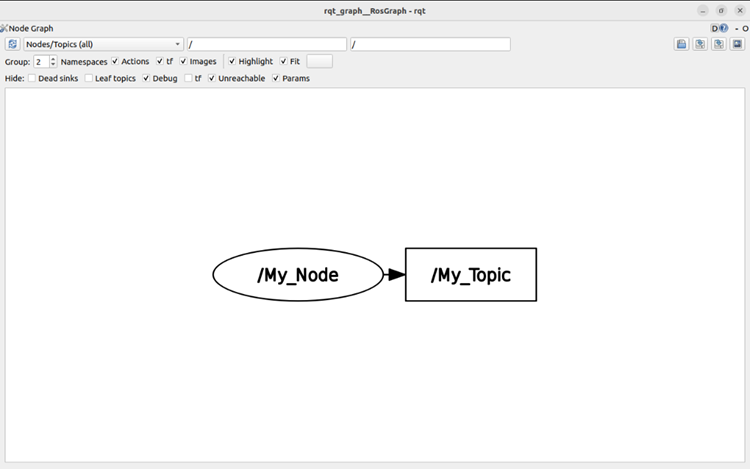 rqt_graph__RosGraph - rqt
Node Graph D - O
Nodes/Topics (all) / /
Group: 2 Namespaces Actions tf Images Highlight Fit
Hide: Dead sinks Leaf topics Debug tf Unreachable Params
/My_Node /My_Topic